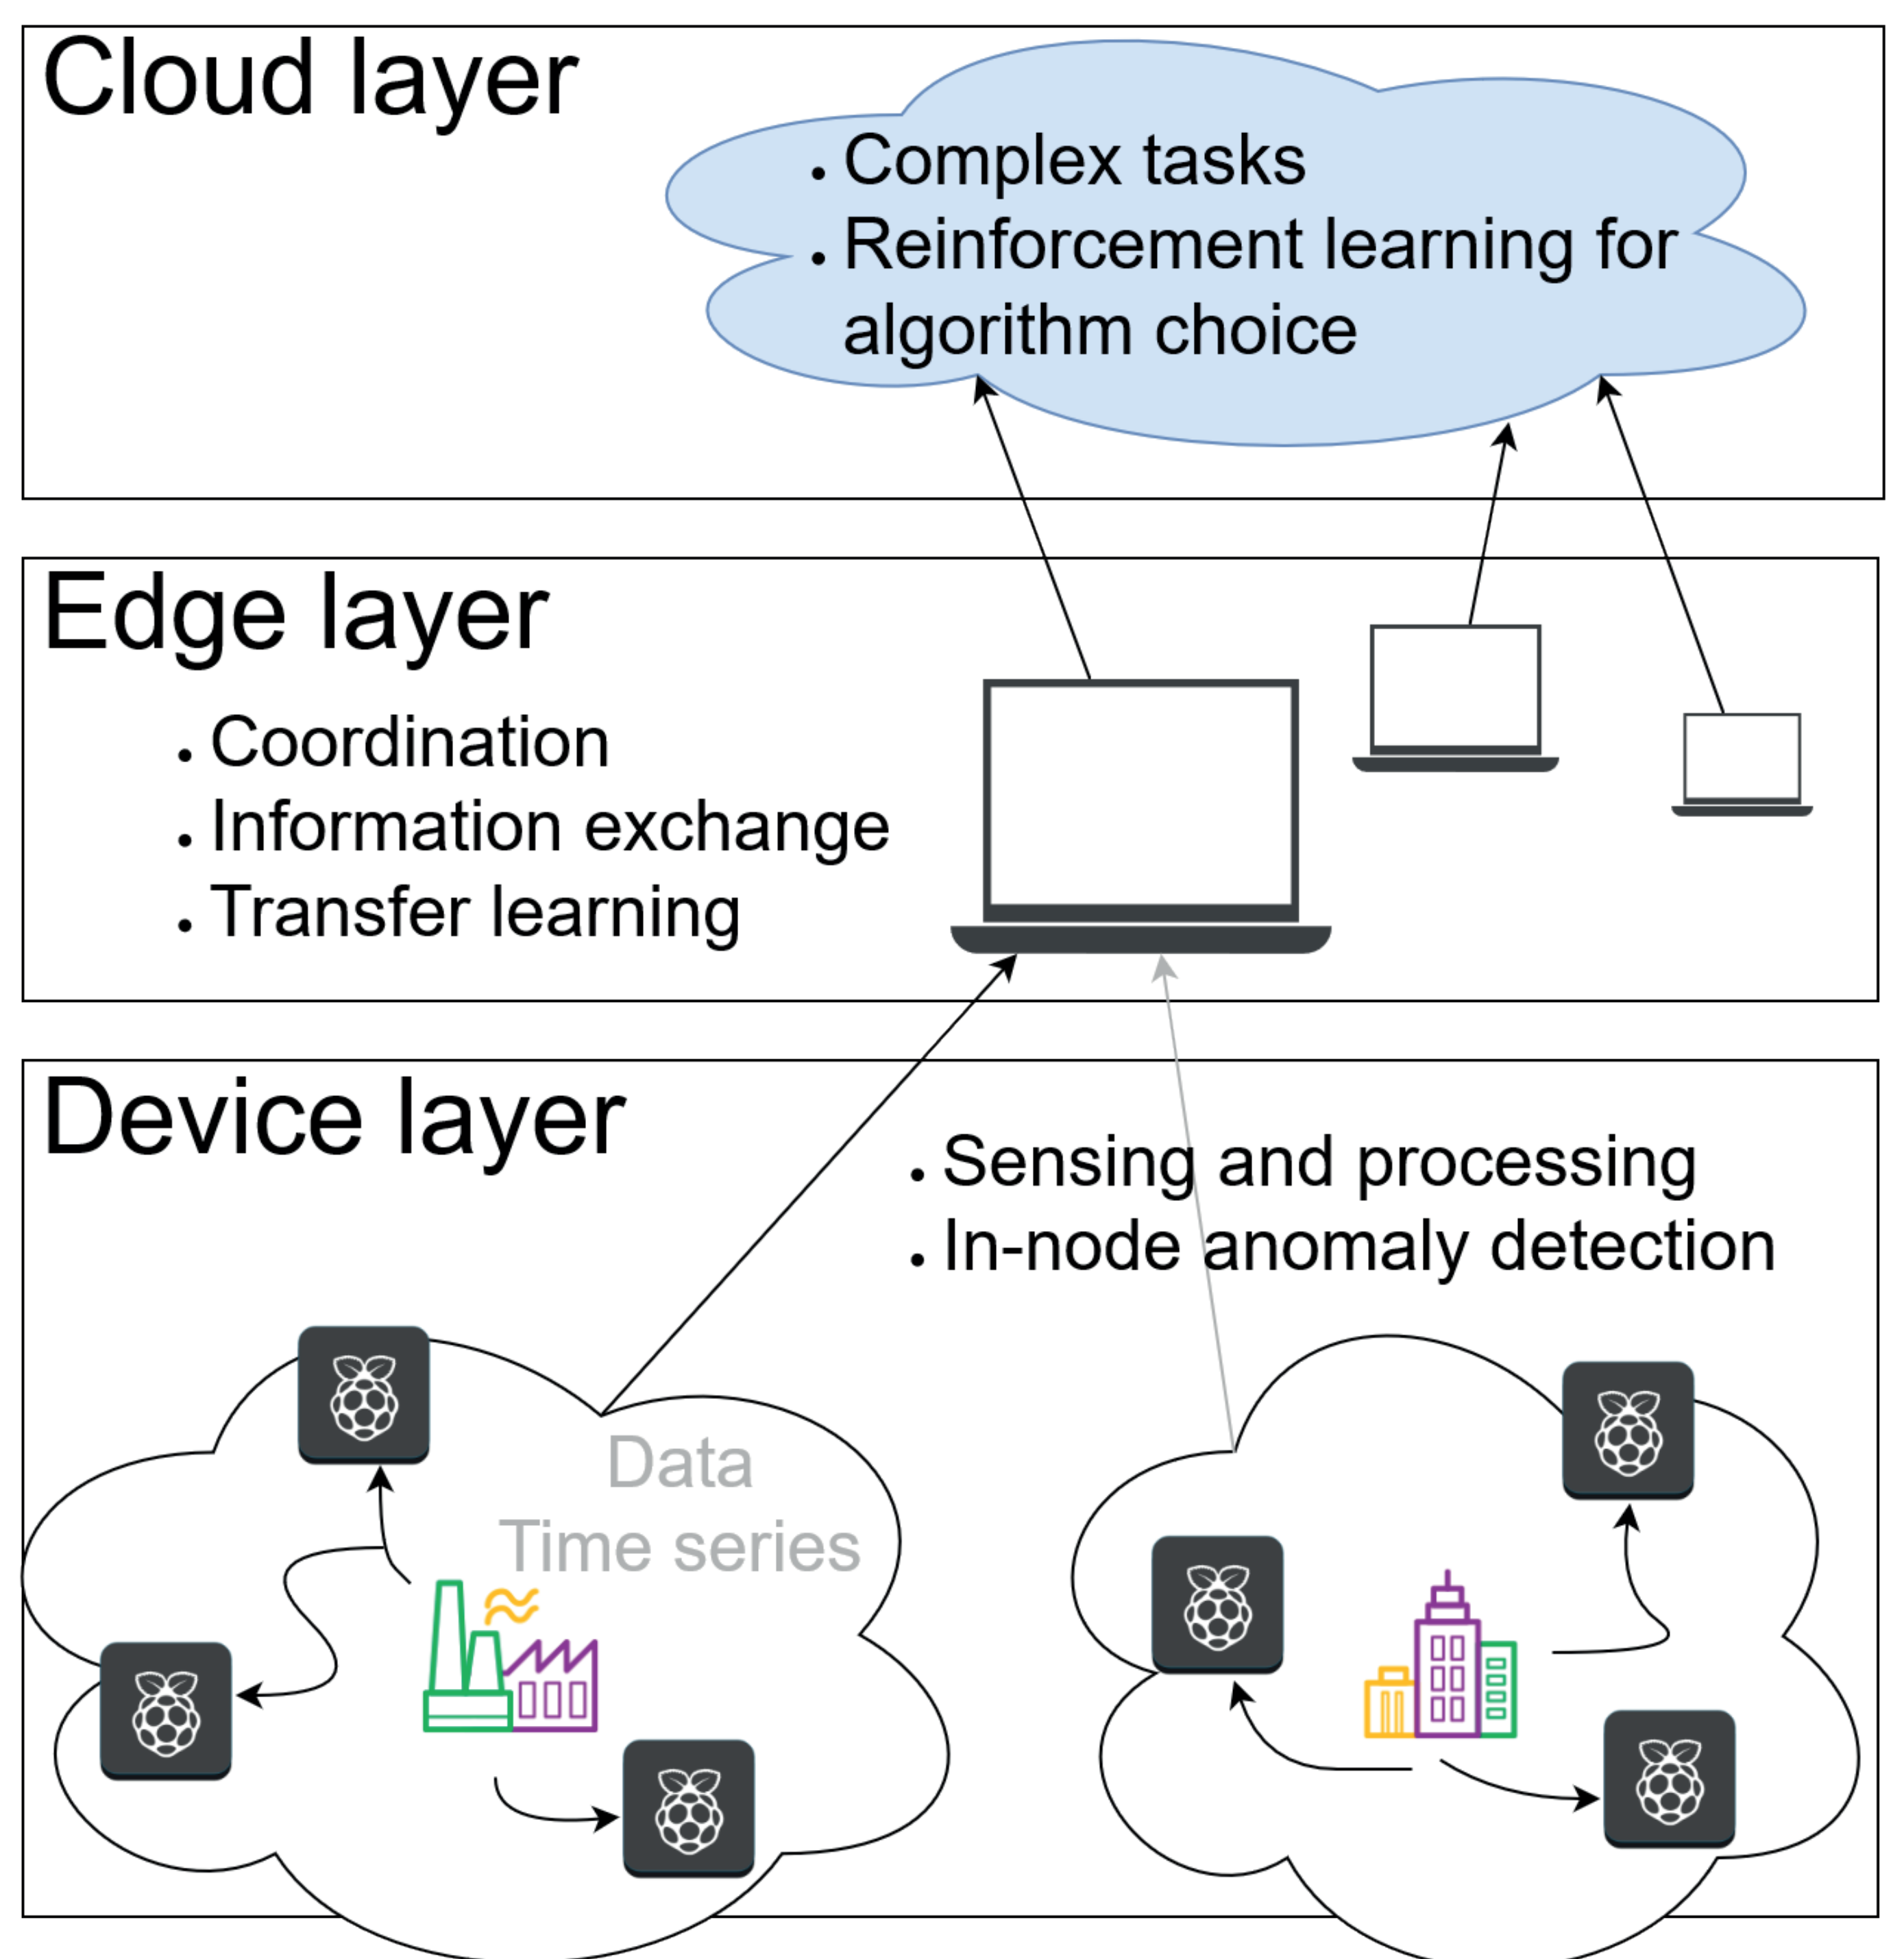 Cloud layer
• Complex tasks
• Reinforcement learning for
algorithm choice
Edge layer
• Coordination
• Information exchange
• Transfer learning
Device layer
• Sensing and processing
• In-node anomaly detection
Data
Time series